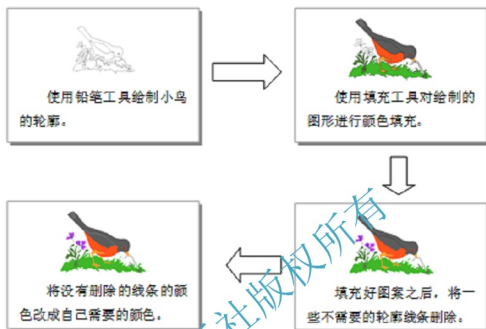 使用铅笔工具绘制小鸟
的轮廓。
使用填充工具对绘制的
图形进行颜色填充。
将没有删除的线条的颜
色改成自己需要的颜色。
填充好图案之后，将一
些不需要的轮廓线条删除。
社版权所有